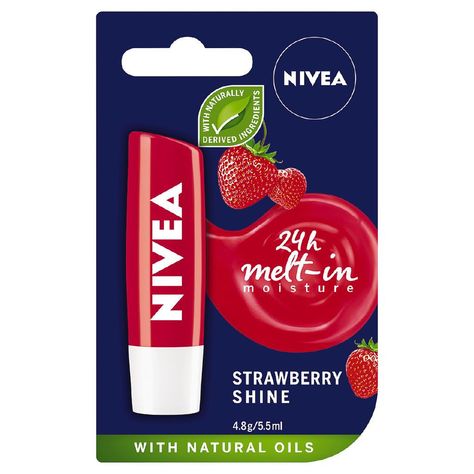 NIVEA
WITH NATURALLY
DERIVED INGREDIENTS
NIVEA
24h
melt-in
moisture
STRAWBERRY
SHINE
4.8g/5.5ml
WITH NATURAL OILS